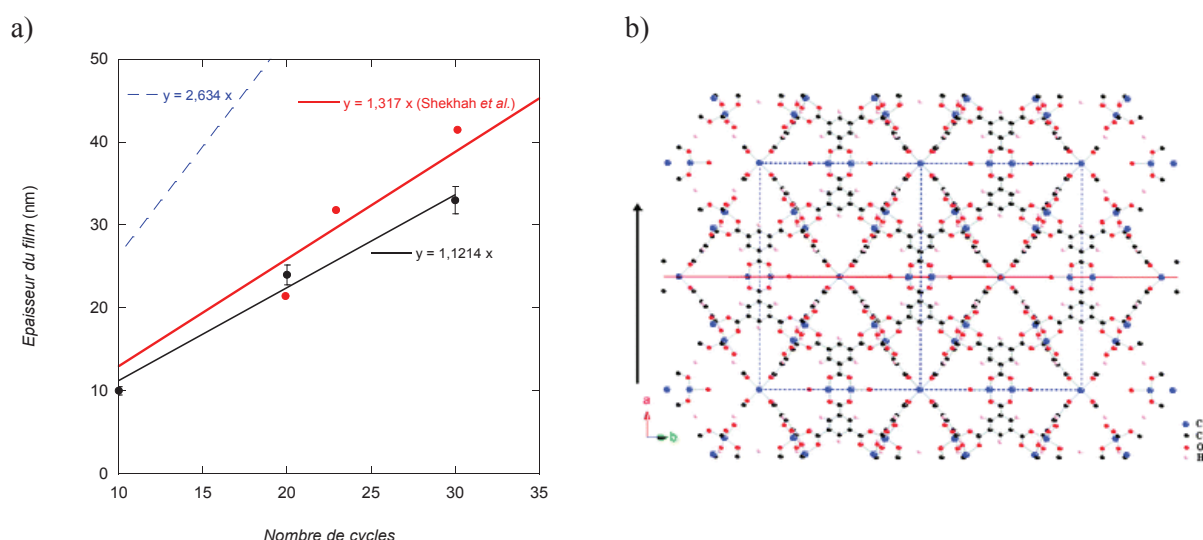 a)
b)
50
y = 2,634 x
y = 1,317 x (Shekhah et al.)
40
30
y = 1,1214 x
20
10
0
10 15 20 25 30 35
Epaisseur du film (nm)
Nombre de cycles
a
b
C
C
O
H